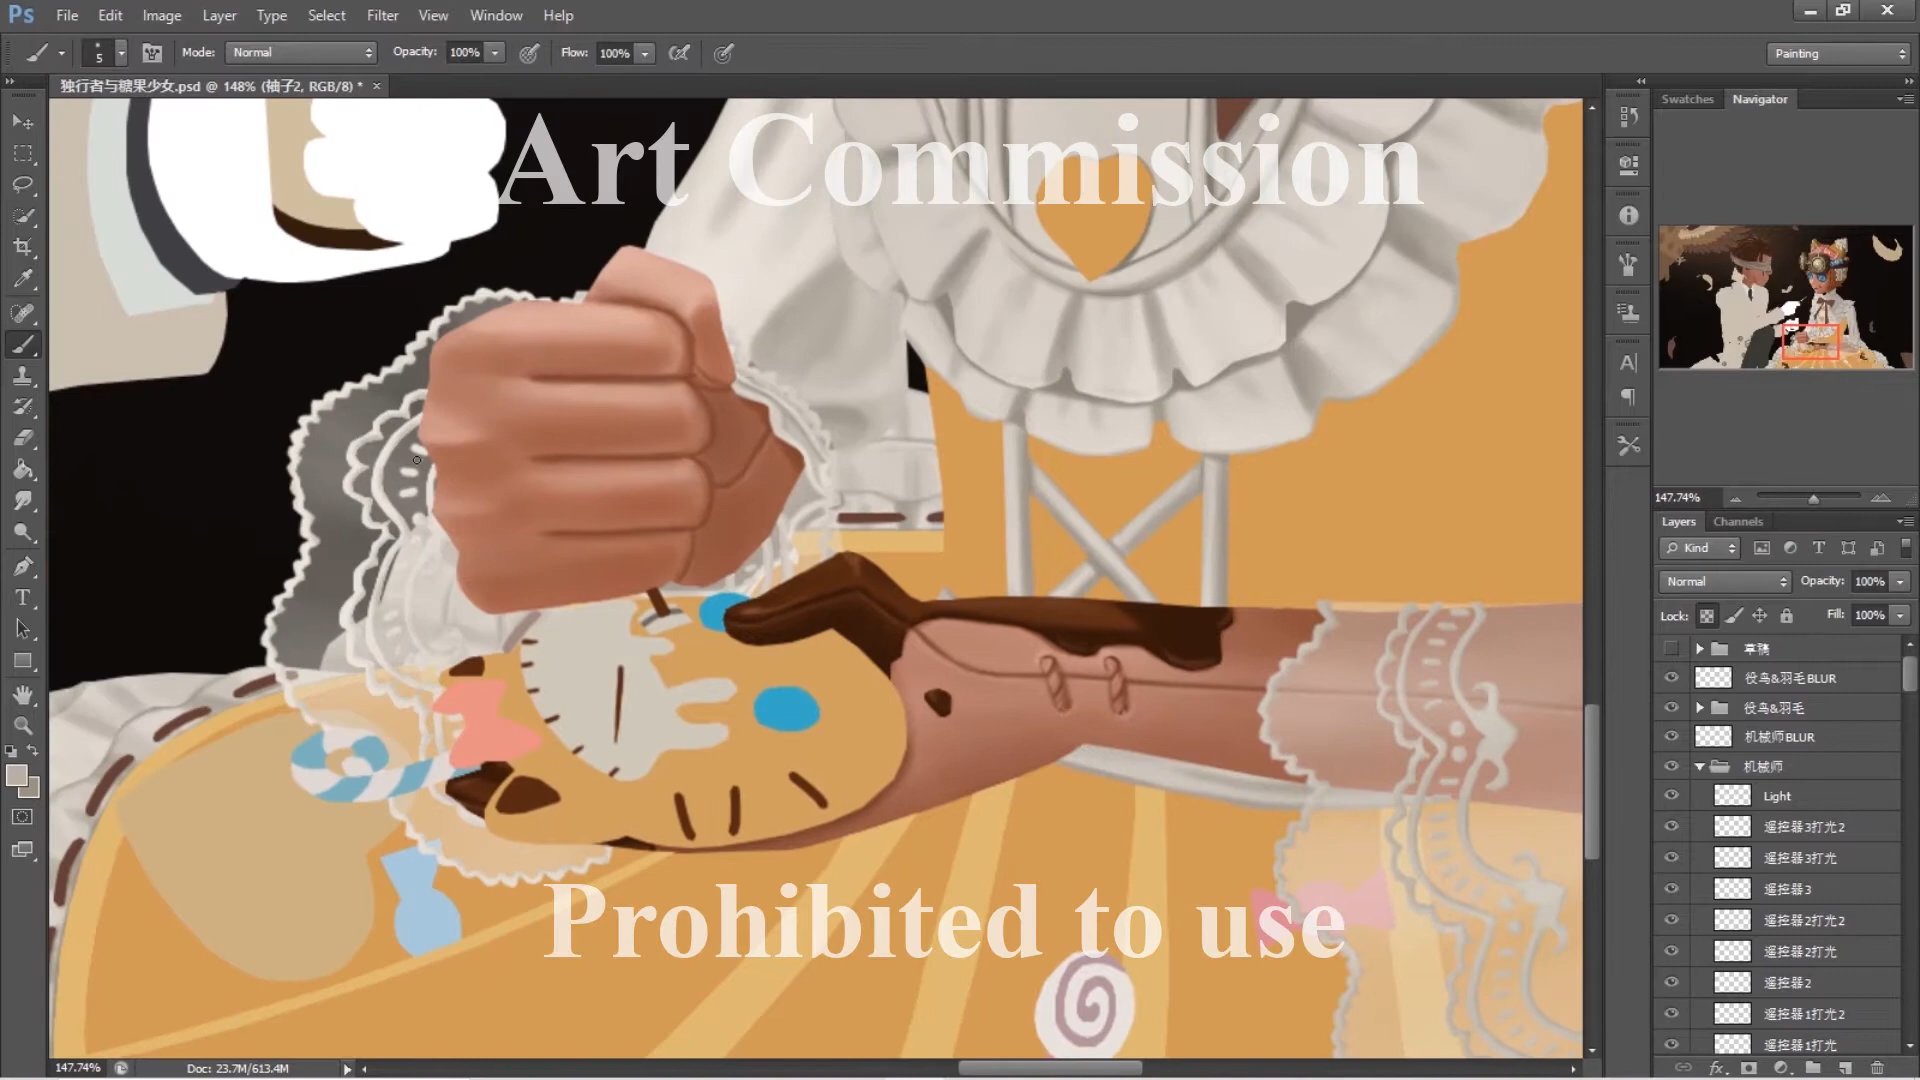 Ps File Edit Image Layer Type Select Filter View Window Help
5 Mode: Normal Opacity: 100% Flow: 100% Painting
独行者与糖果少女.psd @ 148% (袖子2, RGB/8) * ×
Swatches Navigator
Art Commission
147.74%
Layers Channels
Kind
Normal Opacity: 100%
Lock: Fill: 100%
草稿
役鸟&羽毛BLUR
役鸟&羽毛
机械师BLUR
机械师
Light
遥控器3打光2
遥控器3打光
遥控器3
遥控器2打光2
遥控器2打光
遥控器2
遥控器1打光2
遥控器1打光
Prohibited to use
147.74% Doc: 23.7M/613.4M